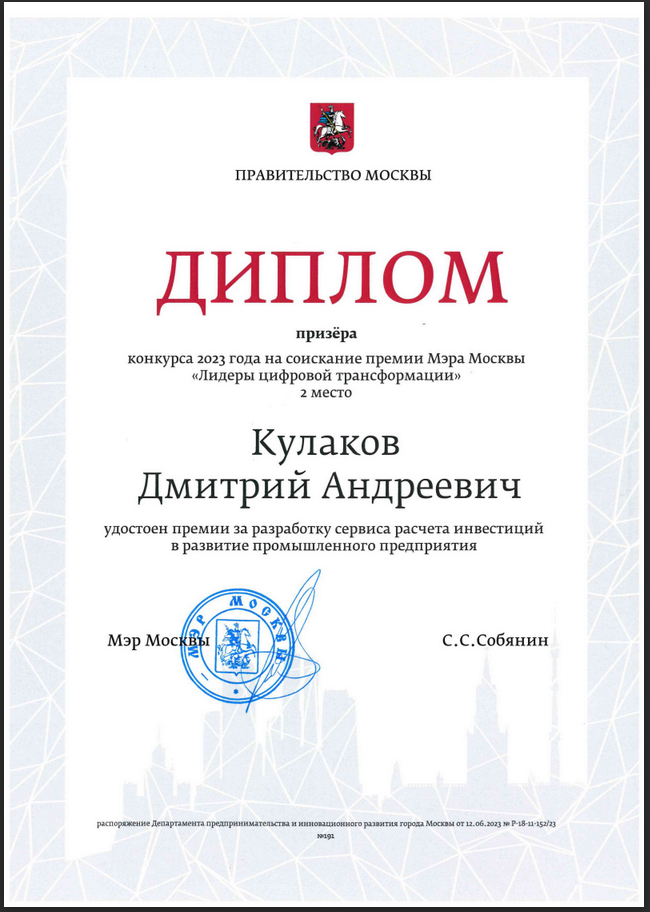 ПРАВИТЕЛЬСТВО МОСКВЫ
ДИПЛОМ
призёра
конкурса 2023 года на соискание премии Мэра Москвы
«Лидеры цифровой трансформации»
2 место
Кулаков
Дмитрий Андреевич
удостоен премии за разработку сервиса расчета инвестиций
в развитие промышленного предприятия
МЭР МОСКВЫ
Мэр Москвы
С.С.Собянин
распоряжение Департамента предпринимательства и инновационного развития города Москвы от 12.06.2023 № Р-18-11-152/23
№191